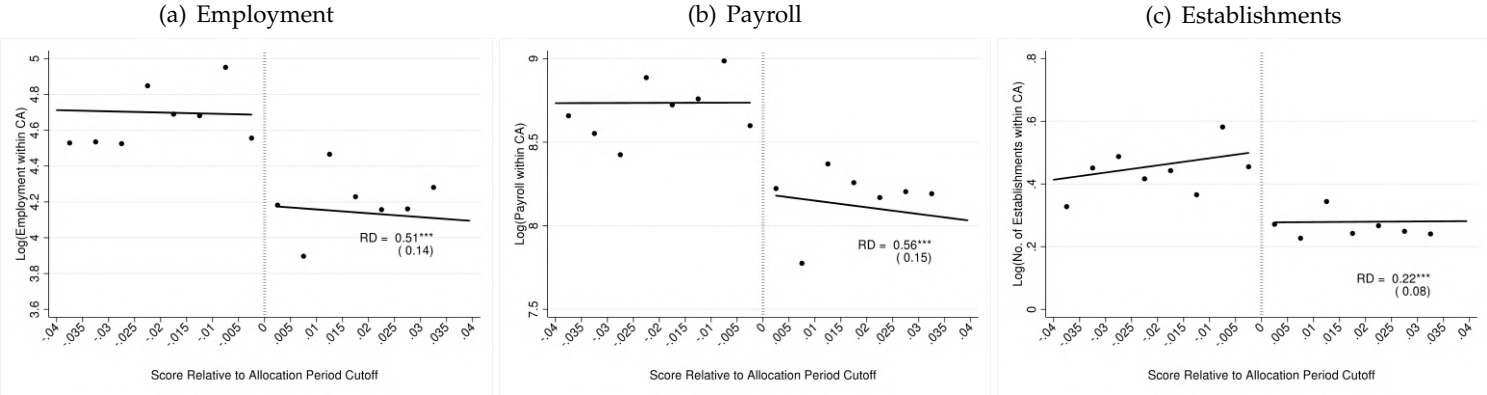 (a) Employment
Log(Employment within CA)
5
4.8
4.6
4.4
4.2
4
3.8
3.6
RD = 0.51***
( 0.14)
-.04 -.035 -.03 -.025 -.02 -.015 -.01 -.005 0 .005 .01 .015 .02 .025 .03 .035 .04
Score Relative to Allocation Period Cutoff
(b) Payroll
Log(Payroll within CA)
9
8.5
8
7.5
RD = 0.56***
( 0.15)
-.04 -.035 -.03 -.025 -.02 -.015 -.01 -.005 0 .005 .01 .015 .02 .025 .03 .035 .04
Score Relative to Allocation Period Cutoff
(c) Establishments
Log(No. of Establishments within CA)
.8
.6
.4
.2
0
RD = 0.22***
( 0.08)
-.04 -.035 -.03 -.025 -.02 -.015 -.01 -.005 0 .005 .01 .015 .02 .025 .03 .035 .04
Score Relative to Allocation Period Cutoff